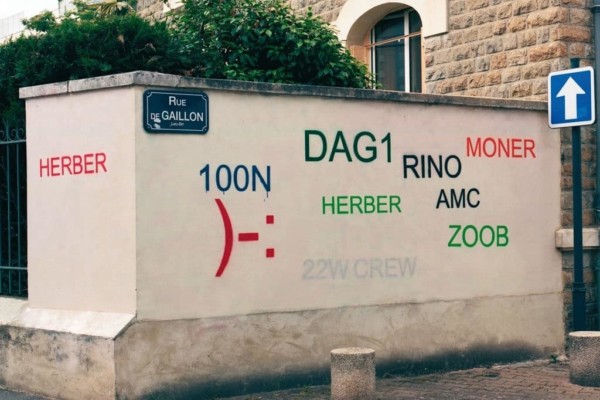 RUE
DE GAILLON
HERBER
100N
)-:
DAG1
RINO
MONER
HERBER
AMC
ZOOB
22W CREW